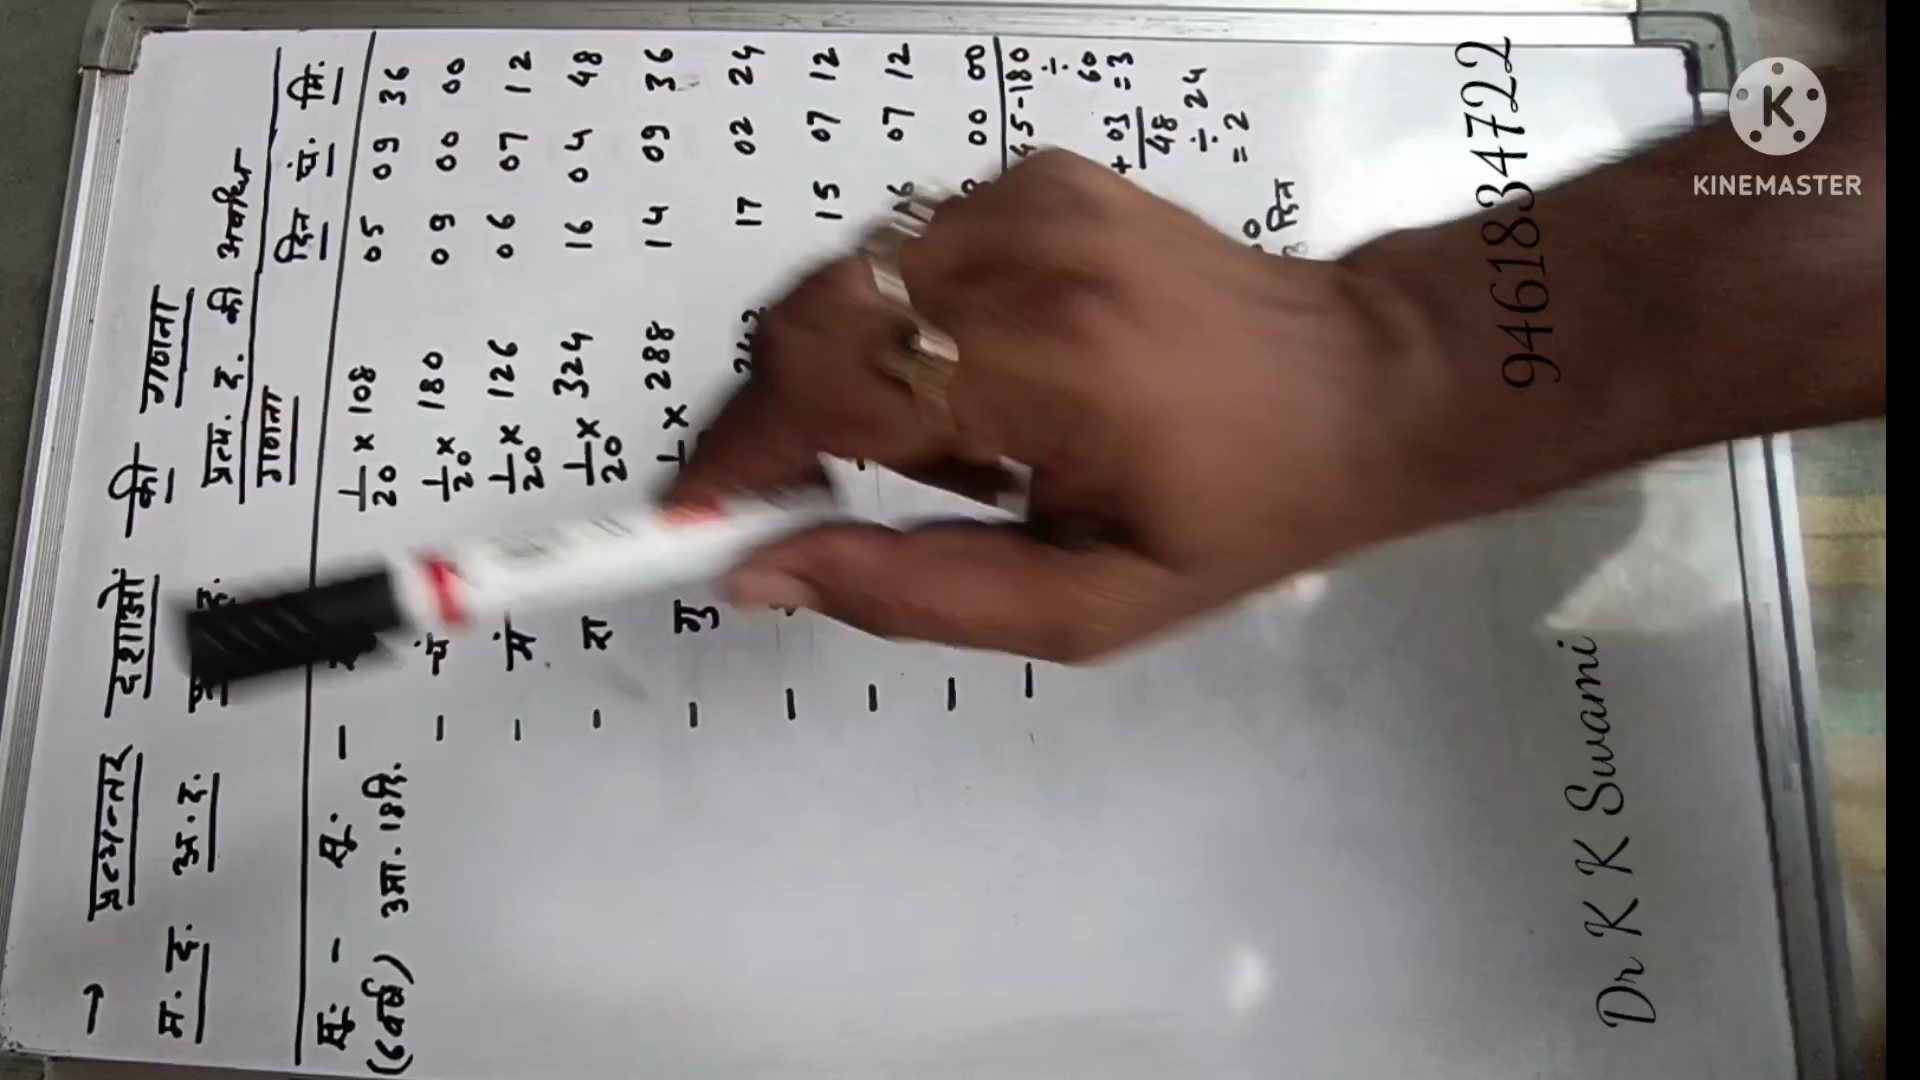 → प्रत्यन्तर दशाओं की गणना
म. द. अ. द. प्रत्य. द. की अवधि
गणना दिन घं. मि.
सू. - सू. - 1/20 × 108 05 09 36
(6वर्ष) 3मा. 18दि. - चं 1/20 × 180 09 00 00
- मं 1/20 × 126 06 07 12
- रा 1/20 × 324 16 04 48
- गु × 288 14 09 36
- 17 02 24
- 15 07 12
- 07 12
- 00 00
45-180
÷
60
+ 03 = 3
48
÷ 24
= 2
दिन
9461834722
Dr K K Swami
K
KINEMASTER